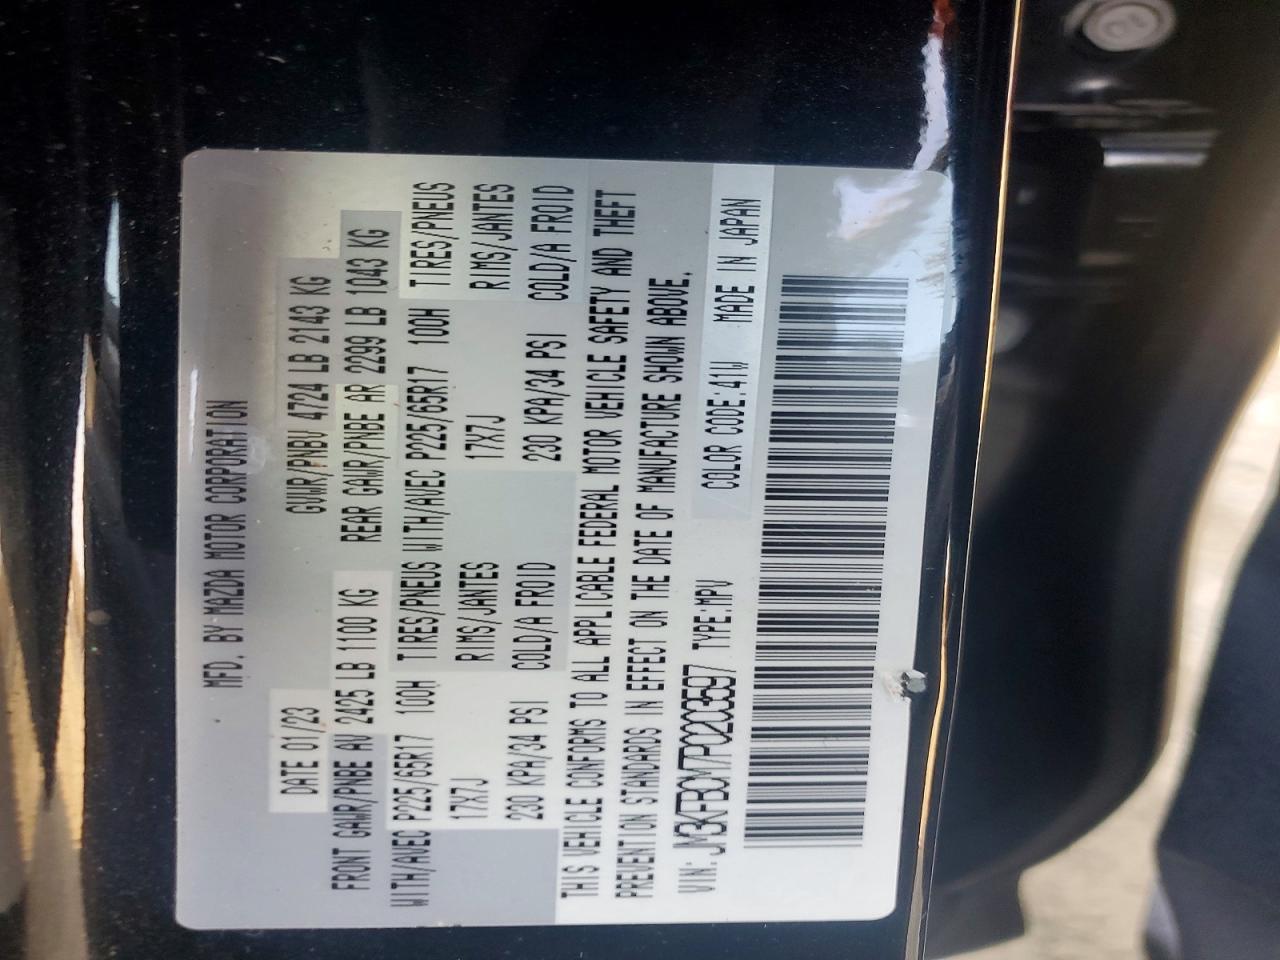 MFD. BY MAZDA MOTOR CORPORATION
DATE 01/23 GVWR/PNBV 4724 LB 2143 KG
FRONT GAWR/PNBE AV 2425 LB 1100 KG REAR GAWR/PNBE AR 2299 LB 1043 KG
WITH/AVEC P225/65R17 100H TIRES/PNEUS WITH/AVEC P225/65R17 100H TIRES/PNEUS
17X7J RIMS/JANTES 17X7J RIMS/JANTES
230 KPA/34 PSI COLD/A FROID 230 KPA/34 PSI COLD/A FROID
THIS VEHICLE CONFORMS TO ALL APPLICABLE FEDERAL MOTOR VEHICLE SAFETY AND THEFT
PREVENTION STANDARDS IN EFFECT ON THE DATE OF MANUFACTURE SHOWN ABOVE.
VIN: JM3KFBCY7P0203597 TYPE:MPV COLOR CODE:41W MADE IN JAPAN